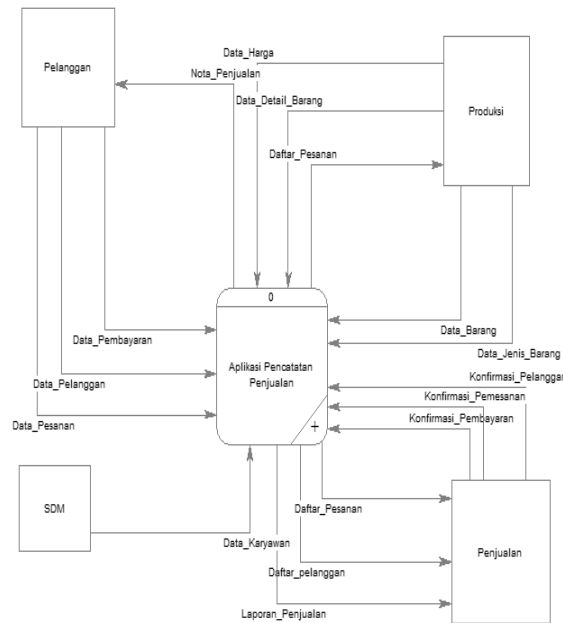 Data_Harga
Pelanggan
Nota_Penjualan
Data_Detail_Barang
Produksi
Daftar_Pesanan
0
Data_Barang
Data_Pembayaran
Data_Jenis_Barang
Aplikasi Pencatatan
Penjualan
Konfirmasi_Pelanggan
Data_Pelanggan
Konfirmasi_Pemesanan
Konfirmasi_Pembayaran
Data_Pesanan
+
SDM
Daftar_Pesanan
Data_Karyawan
Penjualan
Daftar_pelanggan
Laporan_Penjualan